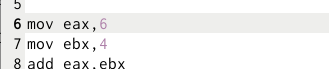 5
6 mov eax,6
7 mov ebx,4
8 add eax,ebx